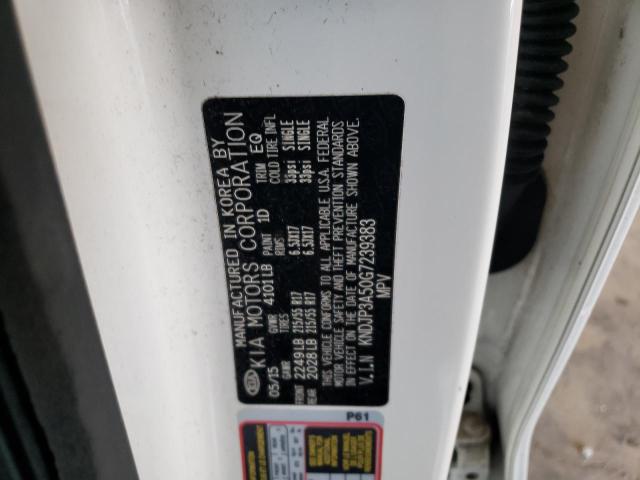 MANUFACTURED IN KOREA BY
KIA MOTORS CORPORATION
05/15 GVWR 4101LB PAINT 1D TRIM EQ
GAWR TIRES RIMS COLD TIRE INFL
FRONT 2249LB 215/55 R17 6.5JX17 33psi SINGLE
REAR 2028LB 215/55 R17 6.5JX17 33psi SINGLE
THIS VEHICLE CONFORMS TO ALL APPLICABLE U.S.A. FEDERAL
MOTOR VEHICLE SAFETY AND THEFT PREVENTION STANDARDS
IN EFFECT ON THE DATE OF MANUFACTURE SHOWN ABOVE.
V.I.N KNDJP3A50G7239383
MPV
P61